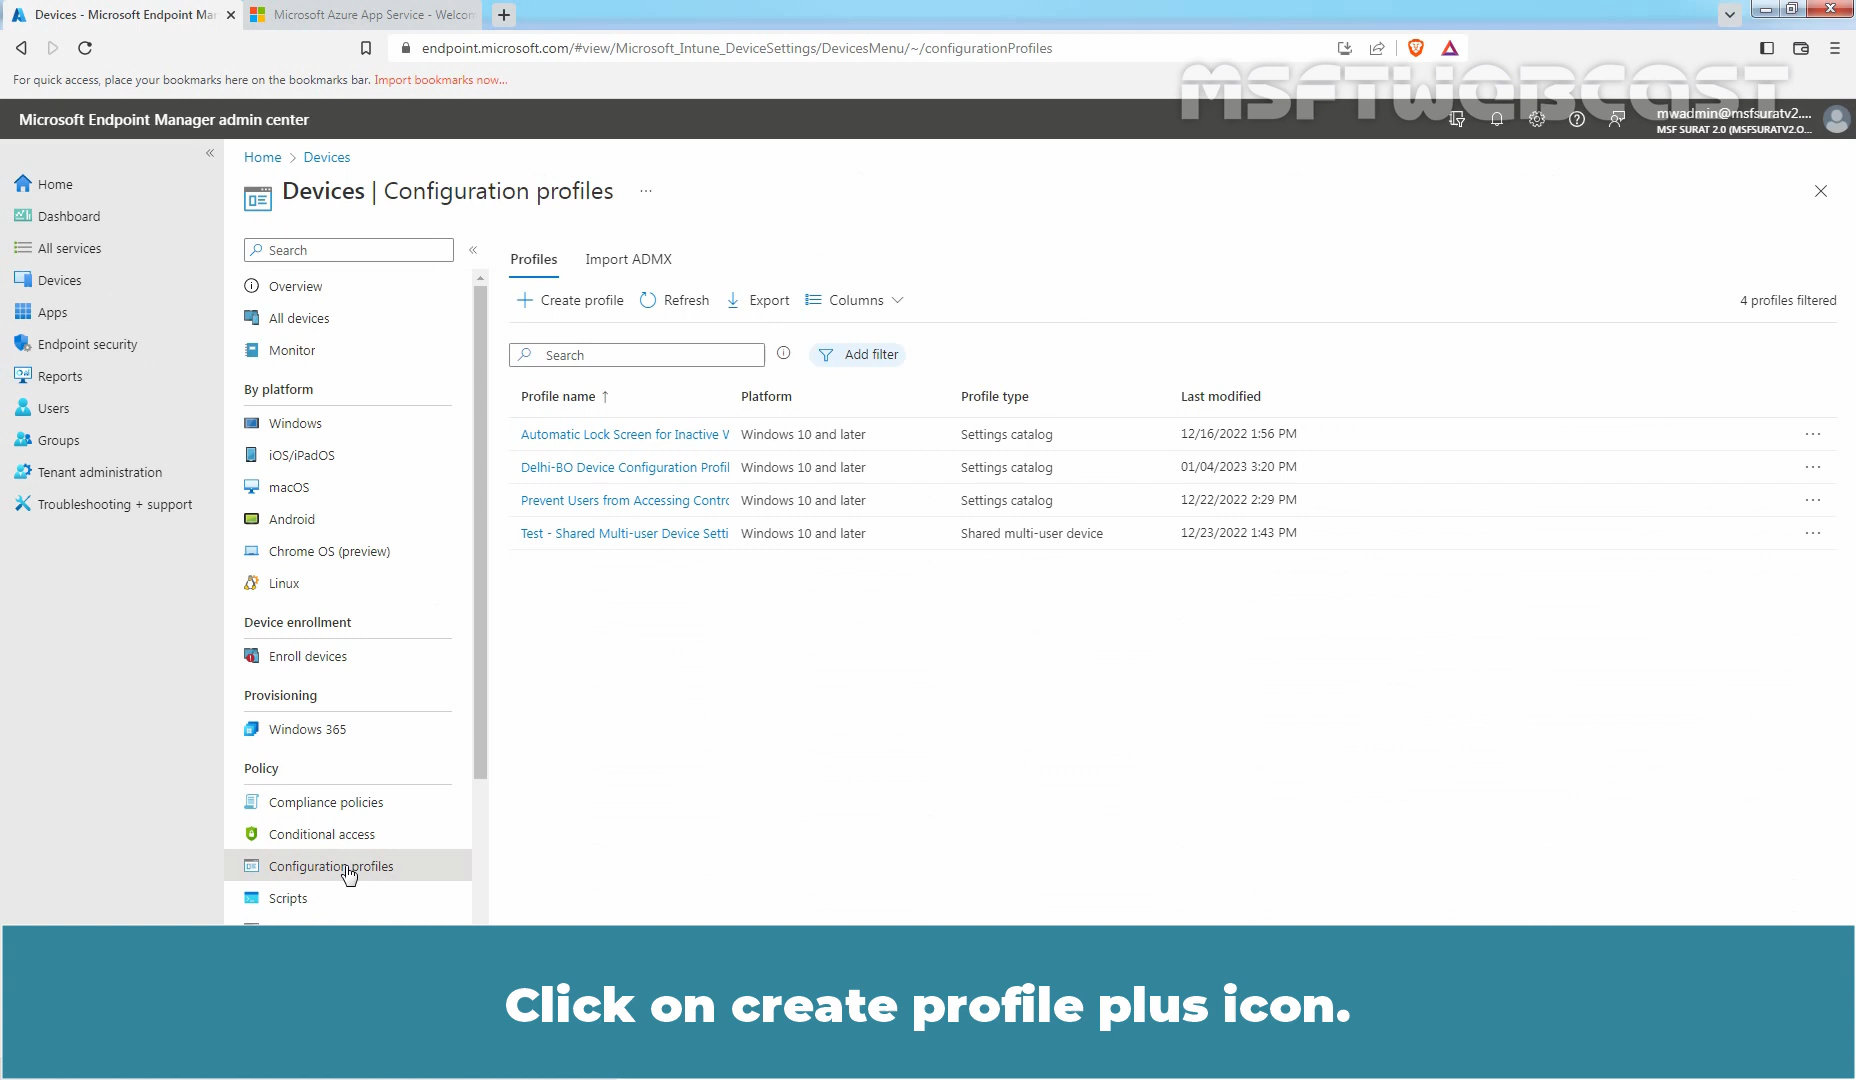 Devices - Microsoft Endpoint Mar
Microsoft Azure App Service - Welcom
endpoint.microsoft.com/#view/Microsoft_Intune_DeviceSettings/DevicesMenu/~/configurationProfiles
For quick access, place your bookmarks here on the bookmarks bar. Import bookmarks now...
MSFTWEBCAST
Microsoft Endpoint Manager admin center
mwadmin@msfsuratv2....
MSF SURAT 2.0 (MSFSURATV2.O...
Home
Dashboard
All services
Devices
Apps
Endpoint security
Reports
Users
Groups
Tenant administration
Troubleshooting + support
Home > Devices
Devices | Configuration profiles ...
Search
Overview
All devices
Monitor
By platform
Windows
iOS/iPadOS
macOS
Android
Chrome OS (preview)
Linux
Device enrollment
Enroll devices
Provisioning
Windows 365
Policy
Compliance policies
Conditional access
Configuration profiles
Scripts
Profiles Import ADMX
Create profile Refresh Export Columns 4 profiles filtered
Search Add filter
Profile name ↑ Platform Profile type Last modified
Automatic Lock Screen for Inactive W Windows 10 and later Settings catalog 12/16/2022 1:56 PM ...
Delhi-BO Device Configuration Profil Windows 10 and later Settings catalog 01/04/2023 3:20 PM ...
Prevent Users from Accessing Contro Windows 10 and later Settings catalog 12/22/2022 2:29 PM ...
Test - Shared Multi-user Device Setti Windows 10 and later Shared multi-user device 12/23/2022 1:43 PM ...
Click on create profile plus icon.